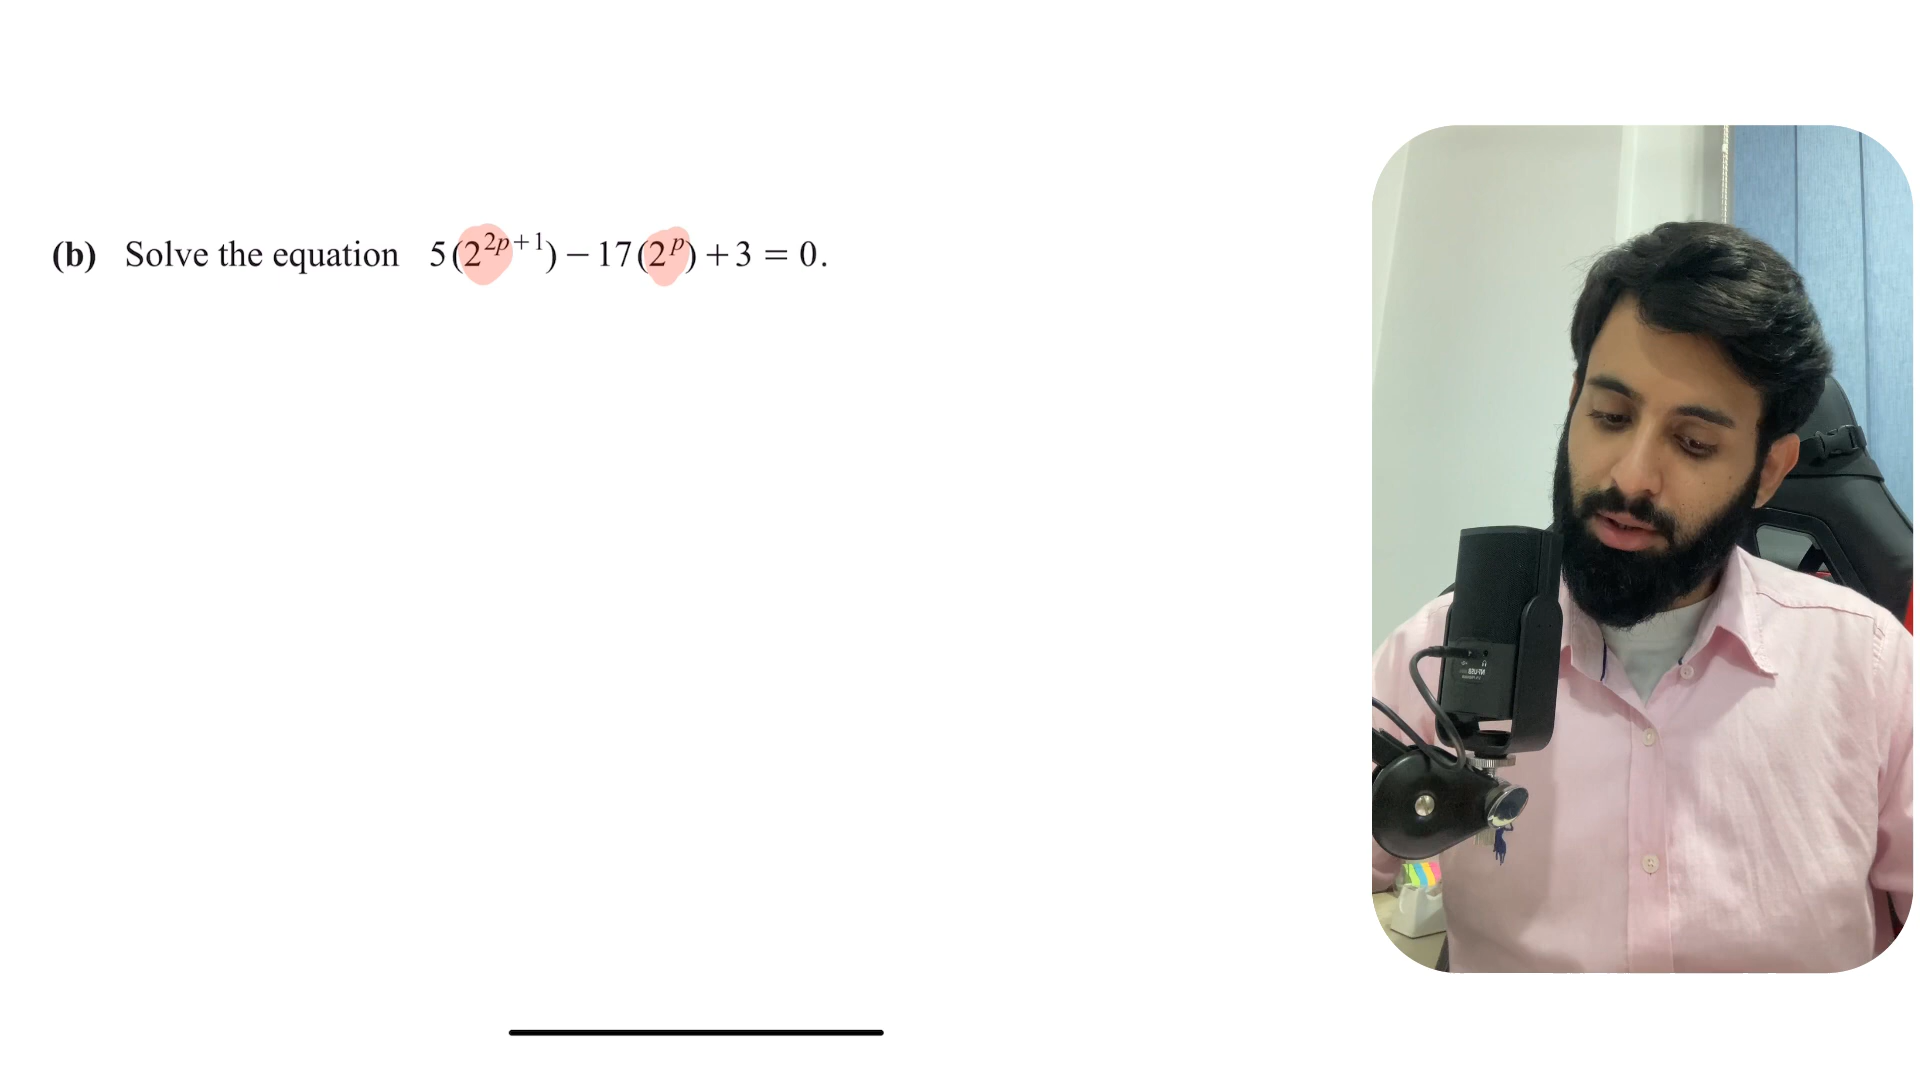 (b) Solve the equation 5(2^{2p+1}) − 17(2^p) + 3 = 0.